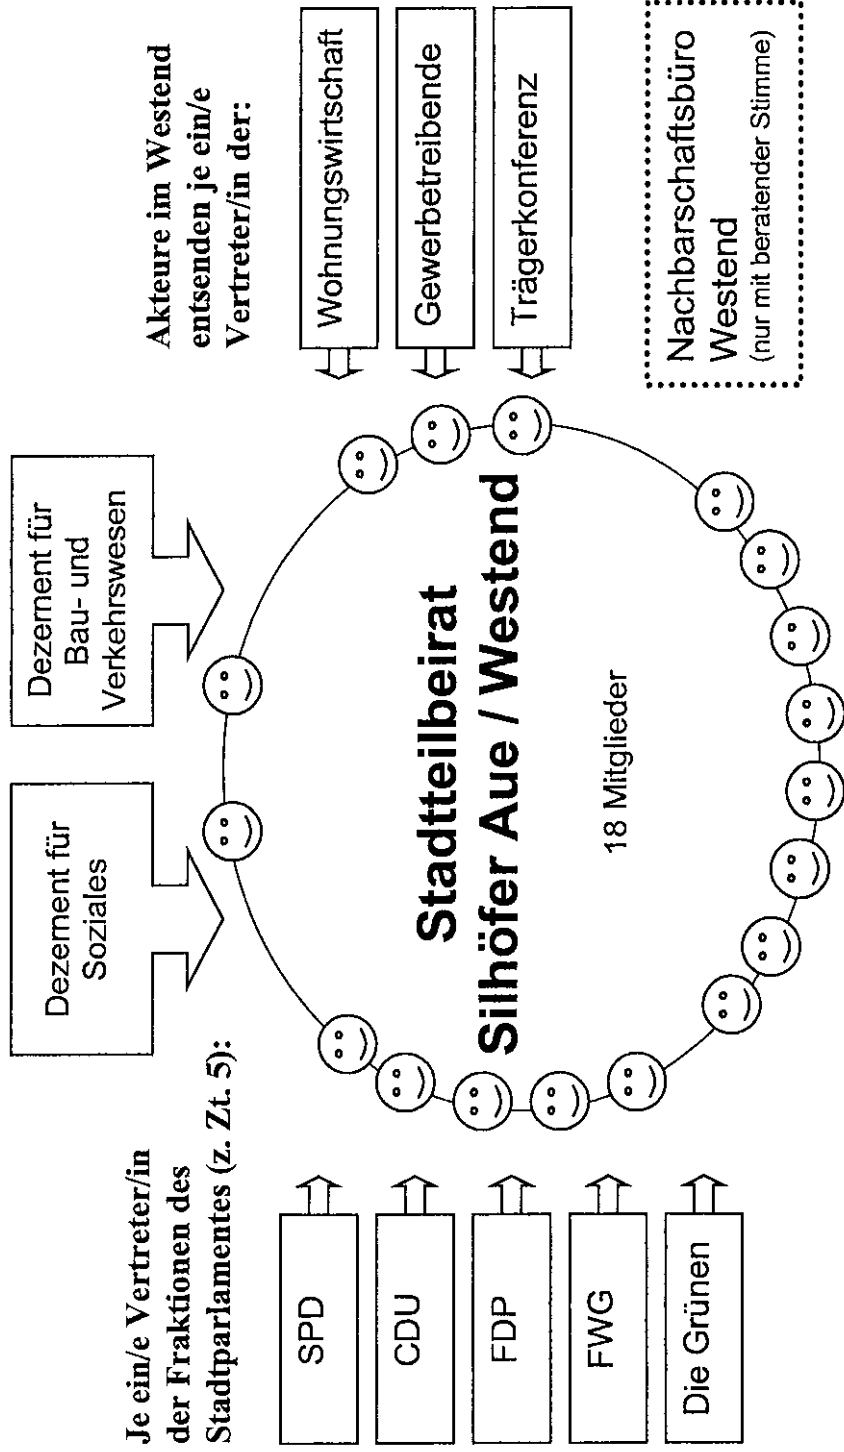 Dezernent für
Soziales
Dezernent für
Bau- und
Verkehrswesen
Je ein/e Vertreter/in
der Fraktionen des
Stadtparlamentes (z. Zt. 5):
SPD
CDU
FDP
FWG
Die Grünen
Akteure im Westend
entsenden je ein/e
Vertreter/in der:
Wohnungswirtschaft
Gewerbetreibende
Trägerkonferenz
Stadtteilbeirat
Silhöfer Aue / Westend
18 Mitglieder
Nachbarschaftsbüro
Westend
(nur mit beratender Stimme)